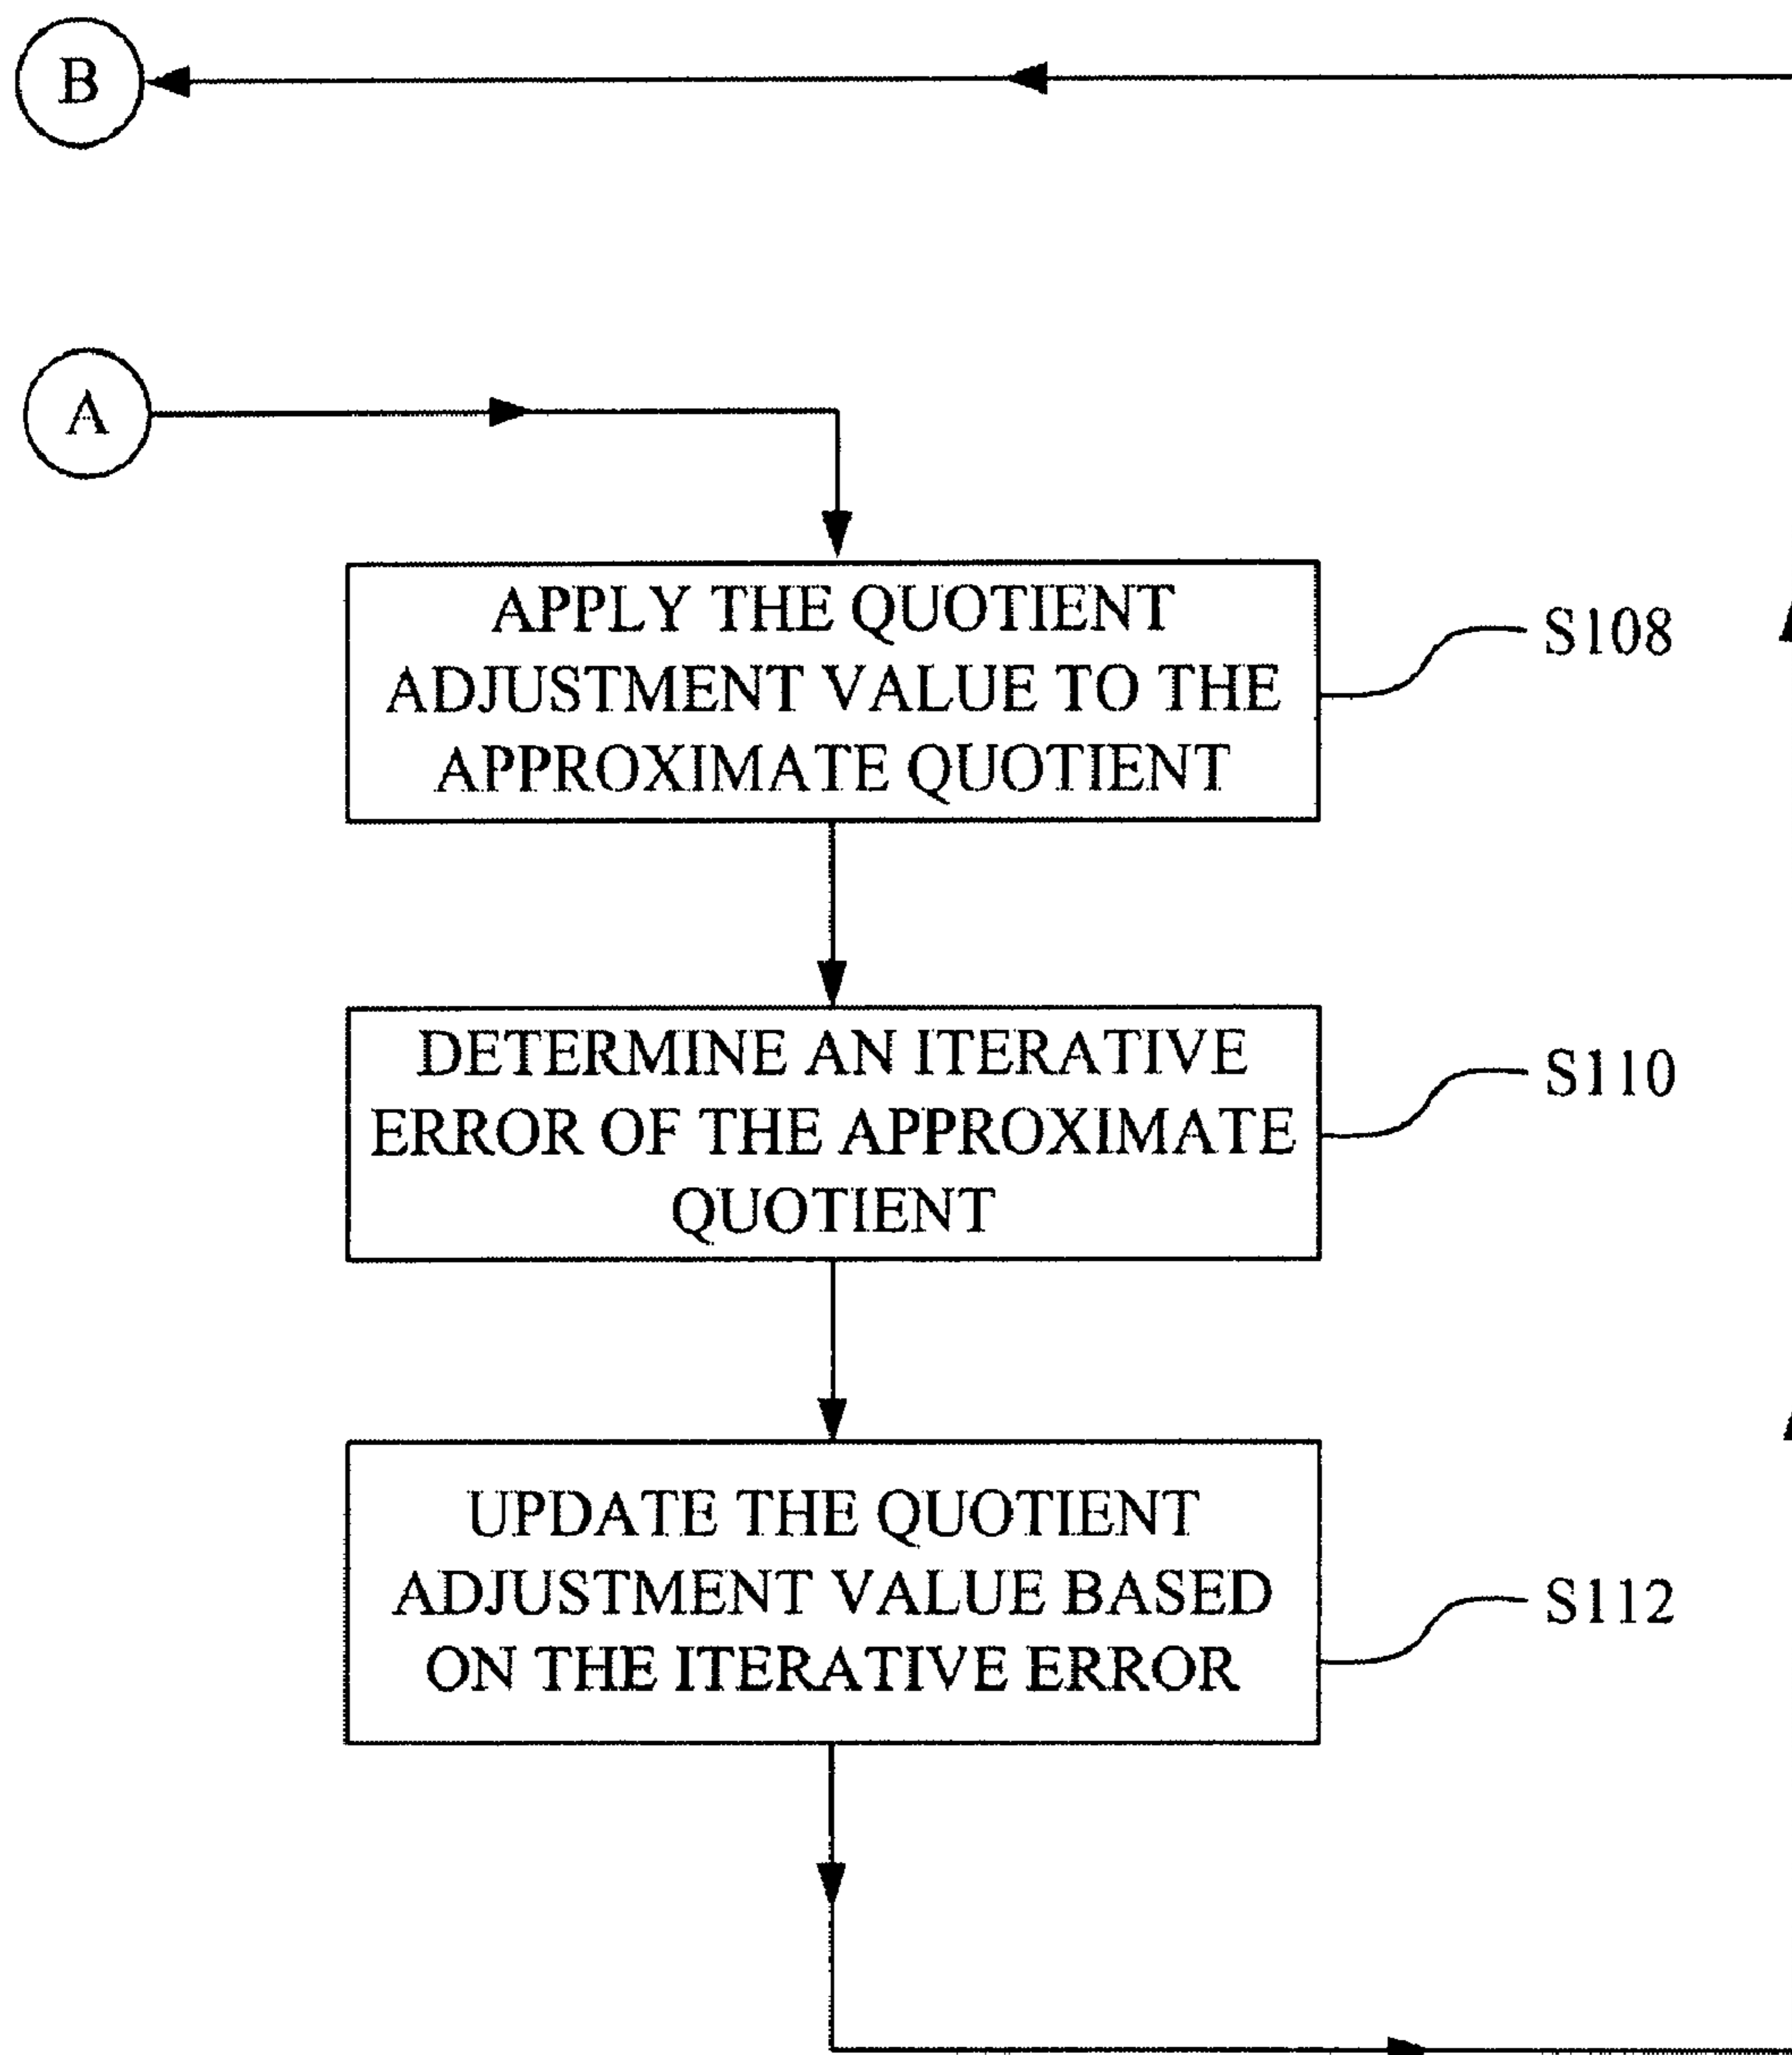 B
A
APPLY THE QUOTIENT
ADJUSTMENT VALUE TO THE
APPROXIMATE QUOTIENT
S108
DETERMINE AN ITERATIVE
ERROR OF THE APPROXIMATE
QUOTIENT
S110
UPDATE THE QUOTIENT
ADJUSTMENT VALUE BASED
ON THE ITERATIVE ERROR
S112